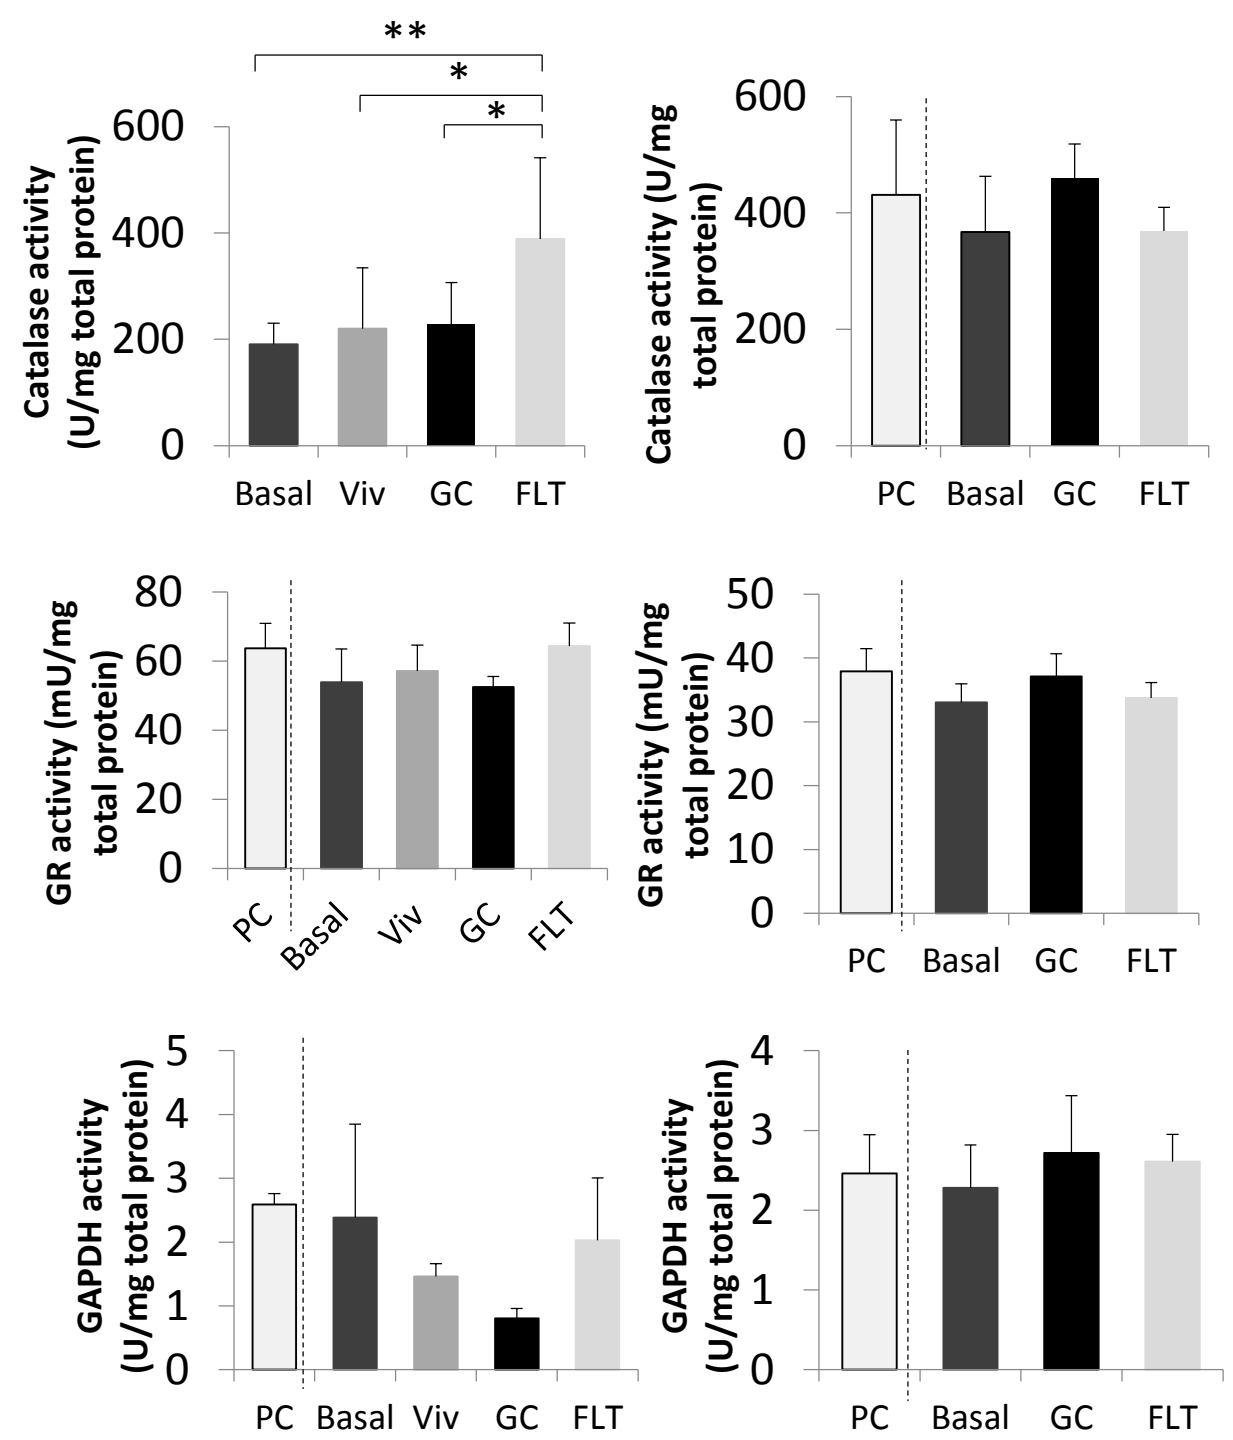 **
*
*
Catalase activity
(U/mg total protein)
600
400
200
0
Basal Viv GC FLT
Catalase activity (U/mg
total protein)
600
400
200
0
PC Basal GC FLT
GR activity (mU/mg
total protein)
80
60
40
20
0
PC Basal Viv GC FLT
GR activity (mU/mg
total protein)
50
40
30
20
10
0
PC Basal GC FLT
GAPDH activity
(U/mg total protein)
5
4
3
2
1
0
PC Basal Viv GC FLT
GAPDH activity
(U/mg total protein)
4
3
2
1
0
PC Basal GC FLT